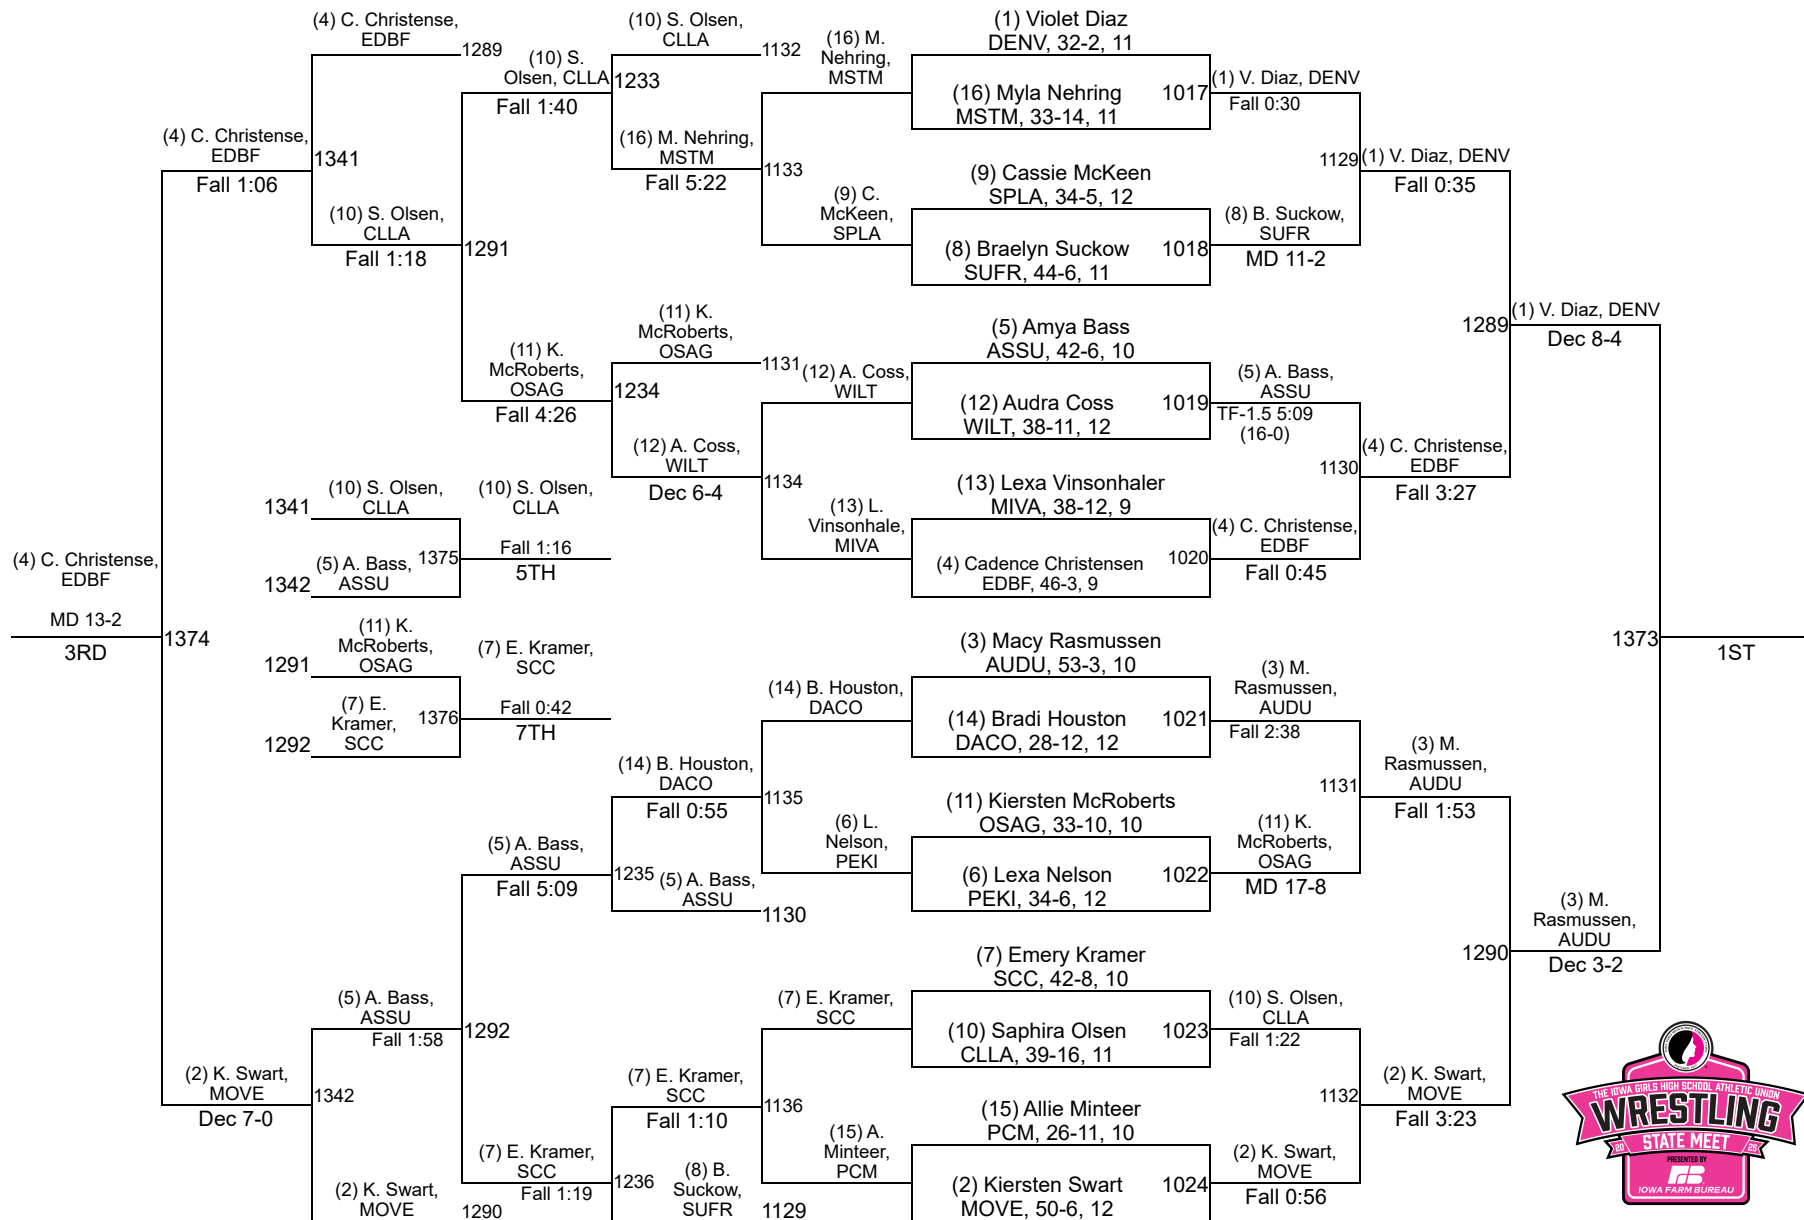 (4) C. Christense,
EDBF
1289
(10) S.
Olsen, CLLA
Fall 1:40
(10) S. Olsen,
CLLA
1132
1233
(16) M. Nehring,
MSTM
Fall 5:22
(16) M.
Nehring,
MSTM
1133
(9) C.
McKeen,
SPLA
(1) Violet Diaz
DENV, 32-2, 11
(16) Myla Nehring
MSTM, 33-14, 11
1017
(1) V. Diaz, DENV
Fall 0:30
(9) Cassie McKeen
SPLA, 34-5, 12
(8) Braelyn Suckow
SUFR, 44-6, 11
1018
(8) B. Suckow,
SUFR
MD 11-2
1129
(1) V. Diaz, DENV
Fall 0:35
(4) C. Christense,
EDBF
Fall 1:06
1341
(10) S. Olsen,
CLLA
Fall 1:18
1291
(11) K.
McRoberts,
OSAG
Fall 4:26
(11) K.
McRoberts,
OSAG
1131
1234
(12) A. Coss,
WILT
Dec 6-4
(12) A. Coss,
WILT
1134
(13) L.
Vinsonhale,
MIVA
(5) Amya Bass
ASSU, 42-6, 10
(12) Audra Coss
WILT, 38-11, 12
1019
(5) A. Bass,
ASSU
TF-1.5 5:09
(16-0)
(13) Lexa Vinsonhaler
MIVA, 38-12, 9
(4) Cadence Christensen
EDBF, 46-3, 9
1020
(4) C. Christense,
EDBF
Fall 0:45
1130
(4) C. Christense,
EDBF
Fall 3:27
1289
(1) V. Diaz, DENV
Dec 8-4
1341
(10) S. Olsen,
CLLA
1342
(5) A. Bass,
ASSU
1375
(10) S. Olsen,
CLLA
Fall 1:16
5TH
(4) C. Christense,
EDBF
MD 13-2
3RD
1374
1291
(11) K.
McRoberts,
OSAG
1292
(7) E.
Kramer,
SCC
1376
(7) E. Kramer,
SCC
Fall 0:42
7TH
1373
1ST
(3) Macy Rasmussen
AUDU, 53-3, 10
(14) Bradi Houston
DACO, 28-12, 12
1021
(3) M.
Rasmussen,
AUDU
Fall 2:38
(14) B. Houston,
DACO
(14) B. Houston,
DACO
Fall 0:55
1135
(6) L.
Nelson,
PEKI
(11) Kiersten McRoberts
OSAG, 33-10, 10
(6) Lexa Nelson
PEKI, 34-6, 12
1022
(11) K.
McRoberts,
OSAG
MD 17-8
1131
(3) M.
Rasmussen,
AUDU
Fall 1:53
(5) A. Bass,
ASSU
Fall 5:09
1235
(5) A. Bass,
ASSU
1130
1290
(3) M.
Rasmussen,
AUDU
Dec 3-2
(5) A. Bass,
ASSU
Fall 1:58
1292
(7) Emery Kramer
SCC, 42-8, 10
(10) Saphira Olsen
CLLA, 39-16, 11
1023
(10) S. Olsen,
CLLA
Fall 1:22
(7) E. Kramer,
SCC
(7) E. Kramer,
SCC
Fall 1:10
1136
(15) A.
Minteer,
PCM
(15) Allie Minteer
PCM, 26-11, 10
(2) Kiersten Swart
MOVE, 50-6, 12
1024
(2) K. Swart,
MOVE
Fall 0:56
1132
(2) K. Swart,
MOVE
Fall 3:23
(2) K. Swart,
MOVE
Dec 7-0
1342
(2) K. Swart,
MOVE
1290
(7) E. Kramer,
SCC
Fall 1:19
1236
(8) B.
Suckow,
SUFR
1129
THE IOWA GIRLS HIGH SCHOOL ATHLETIC UNION
WRESTLING
20 STATE MEET 25
PRESENTED BY
FB
IOWA FARM BUREAU